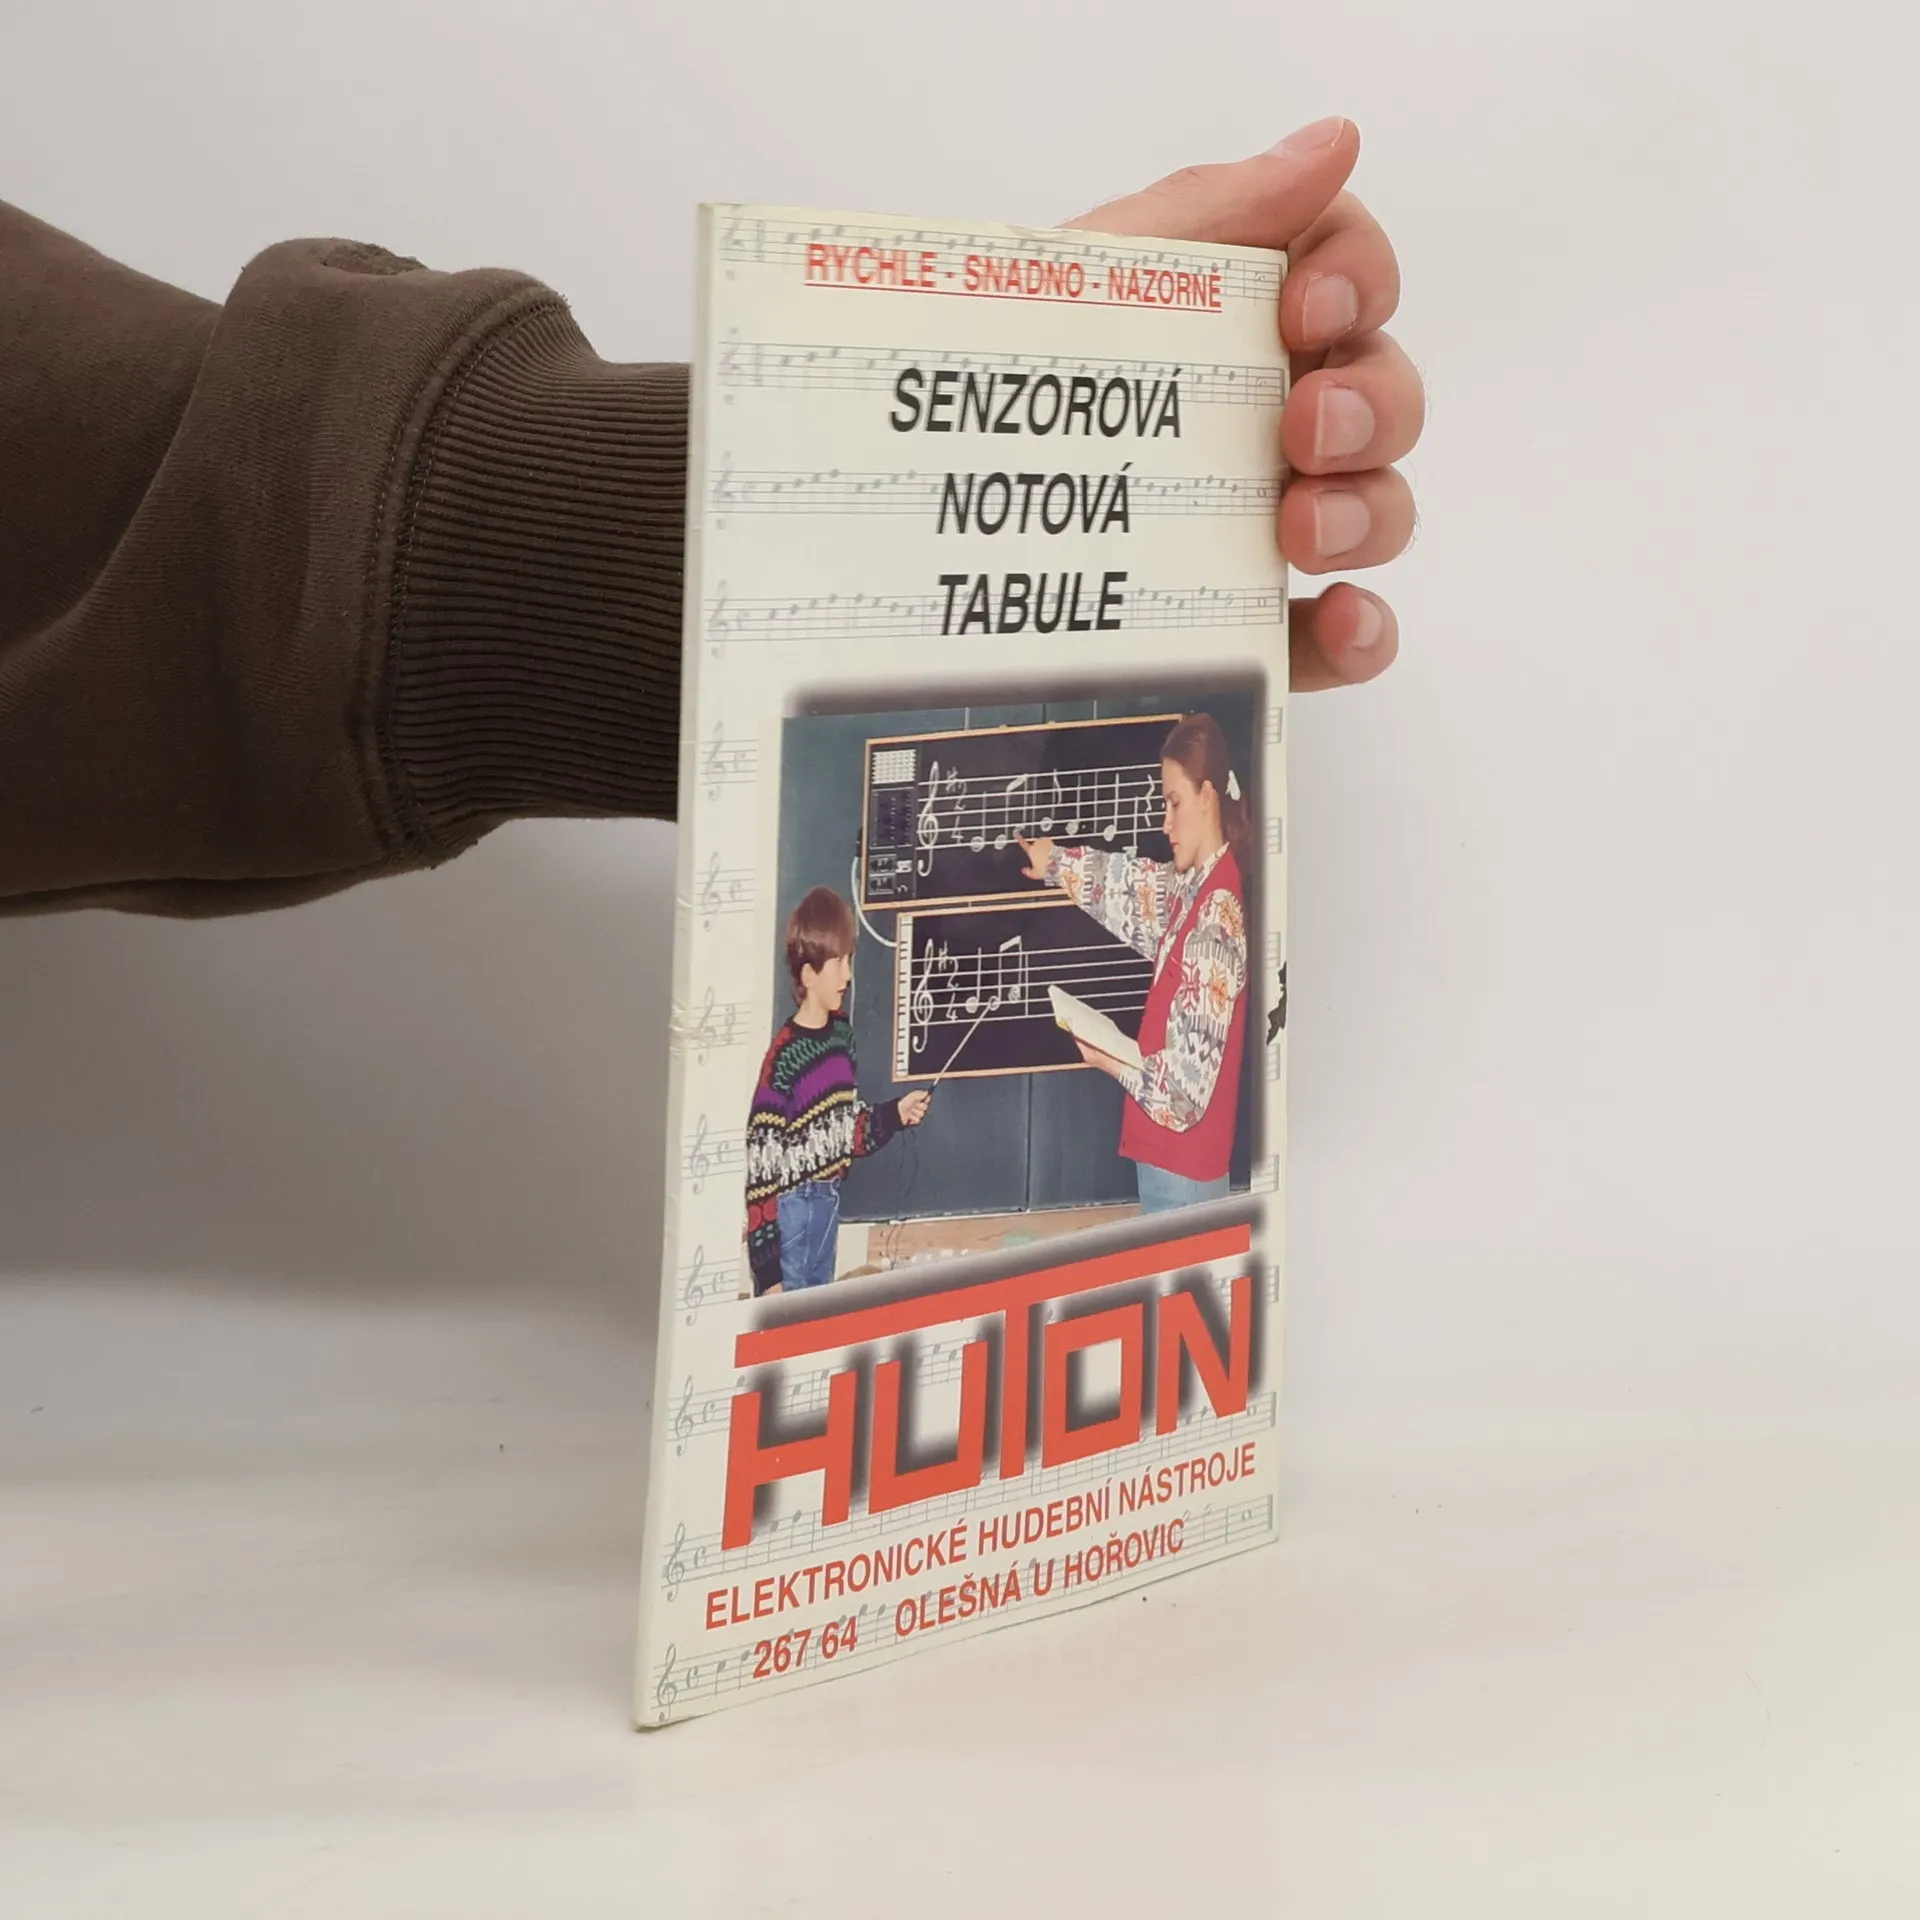 RYCHLE - SNADNO - NÁZORNĚ
SENZOROVÁ
NOTOVÁ
TABULE
HUTON
ELEKTRONICKÉ HUDEBNÍ NÁSTROJE
267 64 OLEŠNÁ U HOŘOVIC